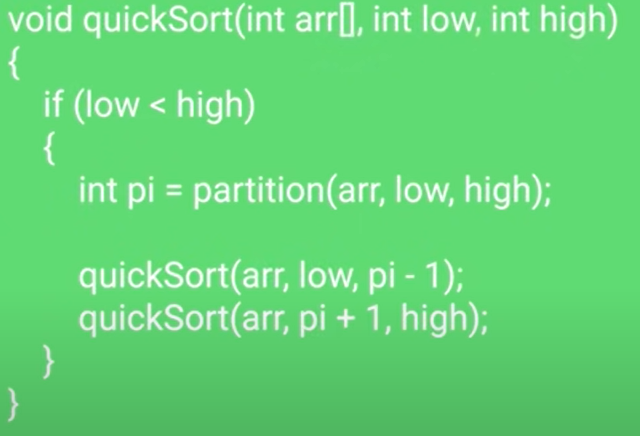 void quickSort(int arr[], int low, int high)
{
if (low < high)
{
int pi = partition(arr, low, high);
quickSort(arr, low, pi - 1);
quickSort(arr, pi + 1, high);
}
}